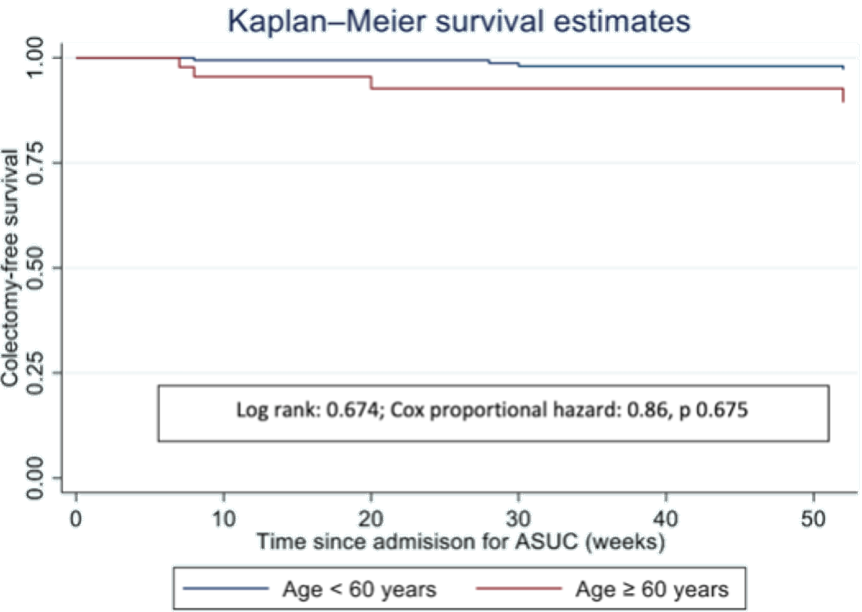 Kaplan–Meier survival estimates
Colectomy-free survival
1.00
0.75
0.50
0.25
0.00
Log rank: 0.674; Cox proportional hazard: 0.86, p 0.675
0 10 20 30 40 50
Time since admisison for ASUC (weeks)
Age < 60 years Age ≥ 60 years